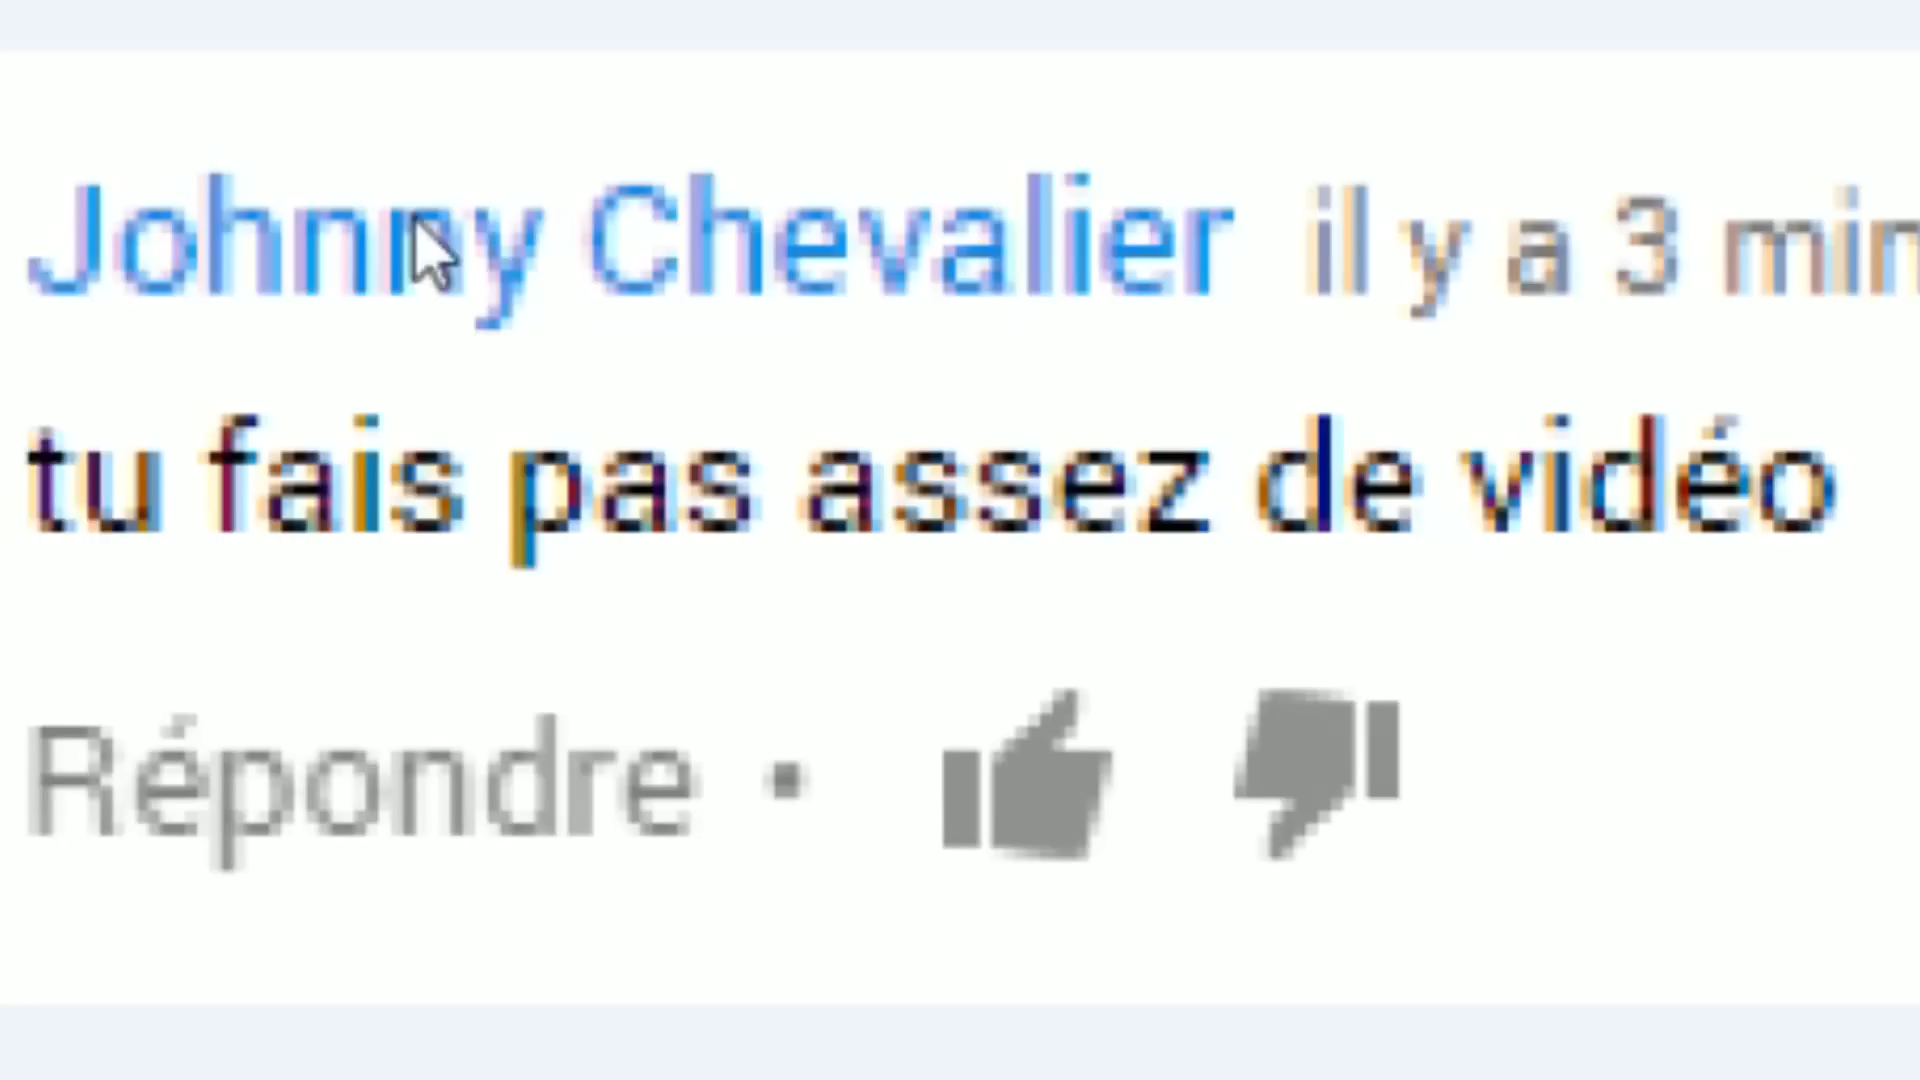 Johnny Chevalier il y a 3 min
tu fais pas assez de vidéo
Répondre •